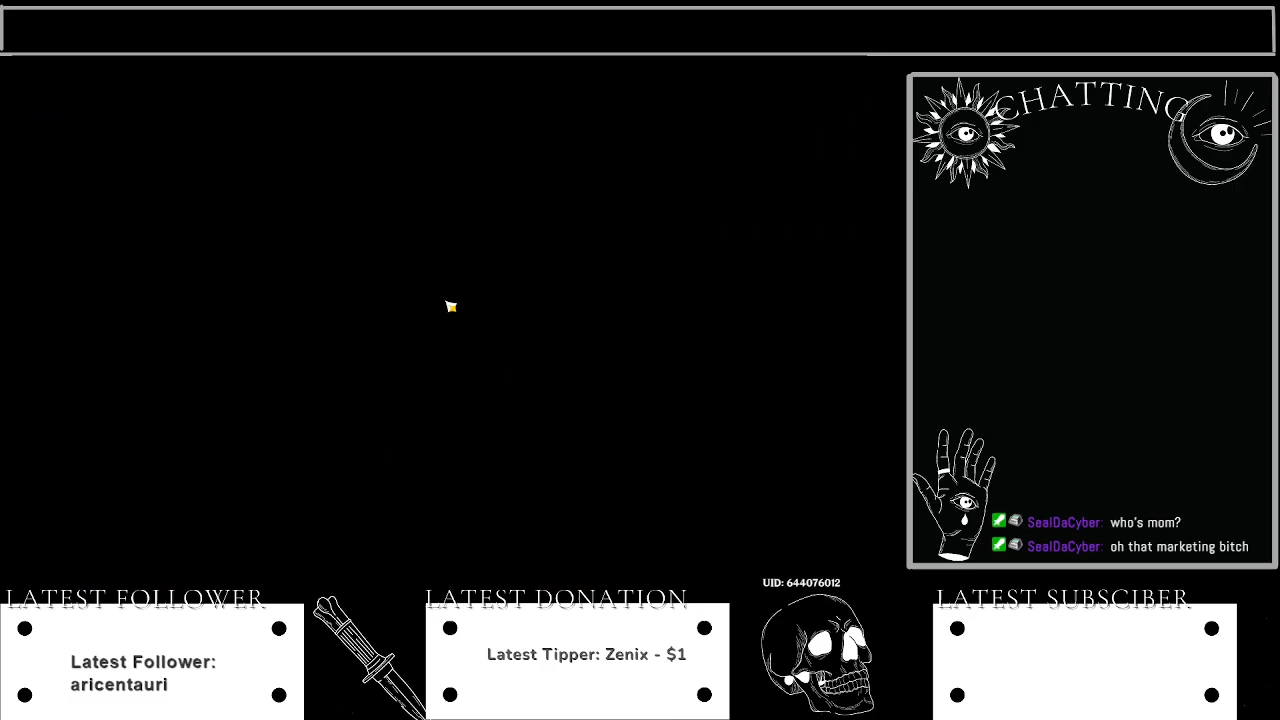 CHATTING
SealDaCyber: who's mom?
SealDaCyber: oh that marketing bitch
UID: 644076012
LATEST FOLLOWER
LATEST DONATION
LATEST SUBSCIBER
Latest Follower:
aricentauri
Latest Tipper: Zenix - $1